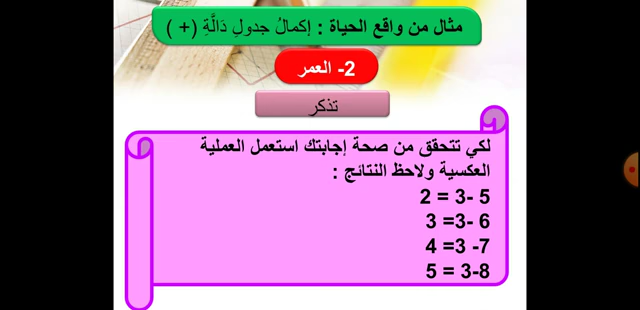 مثال من واقع الحياة : إكمالُ جدولِ دَالَّةِ (+ )
2- العمر
تذكر
لكي تتحقق من صحة إجابتك استعمل العملية
العكسية ولاحظ النتائج :
5 -3 = 2
6 -3= 3
7- 3= 4
8-3 = 5